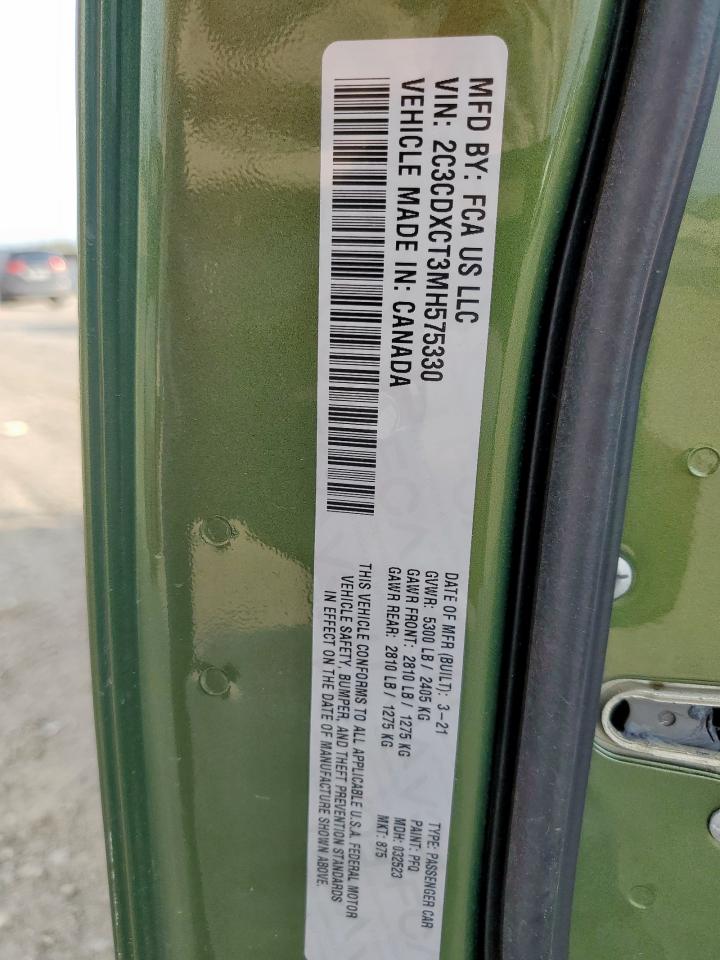 MFD BY: FCA US LLC
VIN: 2C3CDXCT3MH575330
VEHICLE MADE IN: CANADA
DATE OF MFR (BUILT): 3-21
GVWR: 5300 LB / 2405 KG
GAWR FRONT: 2810 LB / 1275 KG
GAWR REAR: 2810 LB / 1275 KG
THIS VEHICLE CONFORMS TO ALL APPLICABLE U.S.A. FEDERAL MOTOR
VEHICLE SAFETY, BUMPER, AND THEFT PREVENTION STANDARDS
IN EFFECT ON THE DATE OF MANUFACTURE SHOWN ABOVE.
TYPE: PASSENGER CAR
PAINT: PFQ
MDH: 032523
MKT: 875